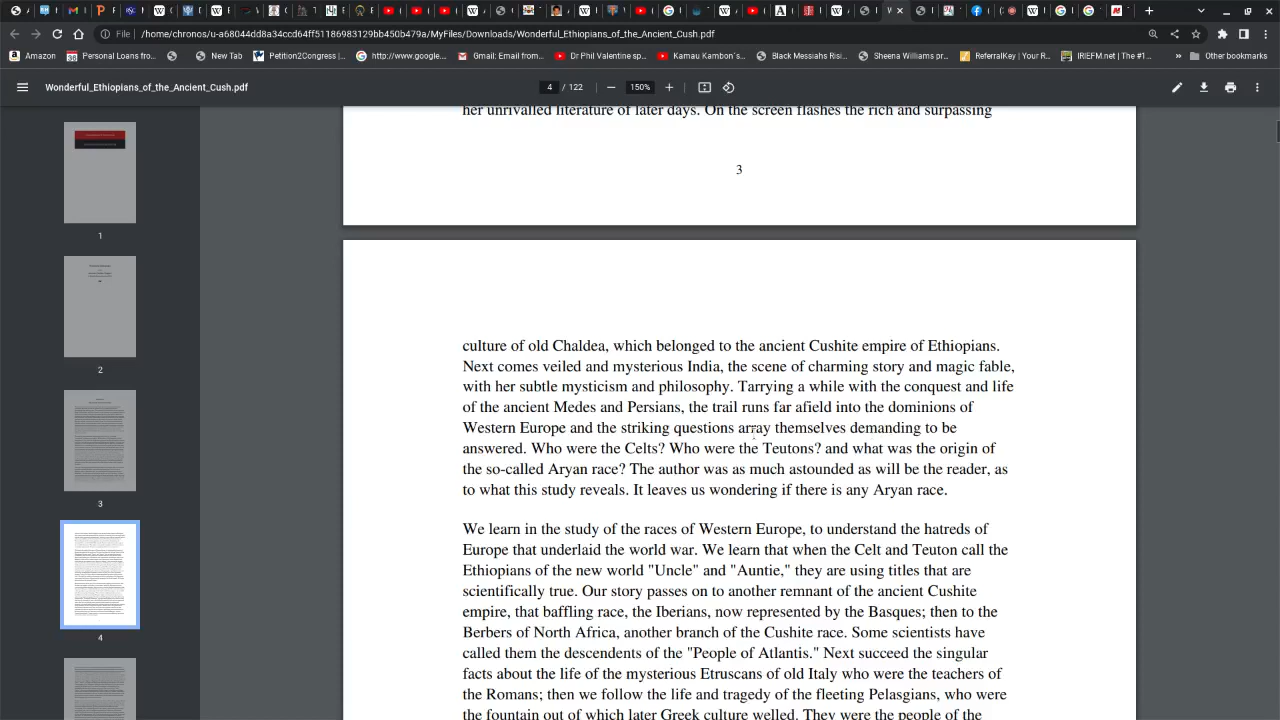 File | /home/chronos/u-a68044dd8a34ccd64ff51186983129bb450b479a/MyFiles/Downloads/Wonderful_Ethiopians_of_the_Ancient_Cush.pdf
Amazon Personal Loans from... New Tab Petition2Congress |... http://www.google.... Gmail: Email from... Dr Phil Valentine sp... Kamau Kambon´s... Black Messiahs Risi... Sheena Williams pr... ReferralKey | Your R... IRIEFM.net | The #1... Other bookmarks
Wonderful_Ethiopians_of_the_Ancient_Cush.pdf 4 / 122 150%
her unrivalled literature of later days. On the screen flashes the rich and surpassing
3
culture of old Chaldea, which belonged to the ancient Cushite empire of Ethiopians.
Next comes veiled and mysterious India, the scene of charming story and magic fable,
with her subtle mysticism and philosophy. Tarrying a while with the conquest and life
of the ancient Medes and Persians, the trail runs far afield into the dominions of
Western Europe and the striking questions array themselves demanding to be
answered. Who were the Celts? Who were the Teutons? and what was the origin of
the so-called Aryan race? The author was as much astounded as will be the reader, as
to what this study reveals. It leaves us wondering if there is any Aryan race.
We learn in the study of the races of Western Europe, to understand the hatreds of
Europe that underlaid the world war. We learn that when the Celt and Teuton call the
Ethiopians of the new world "Uncle" and "Auntie," they are using titles that are
scientifically true. Our story passes on to another remnant of the ancient Cushite
empire, that baffling race, the Iberians, now represented by the Basques; then to the
Berbers of North Africa, another branch of the Cushite race. Some scientists have
called them the descendents of the "People of Atlantis." Next succeed the singular
facts about the life of the mysterious Etruscans of old Italy who were the teachers of
the Romans; then we follow the life and tragedy of the fleeting Pelasgians, who were
the fountain out of which later Greek culture welled. They were the people of the
1
2
3
4